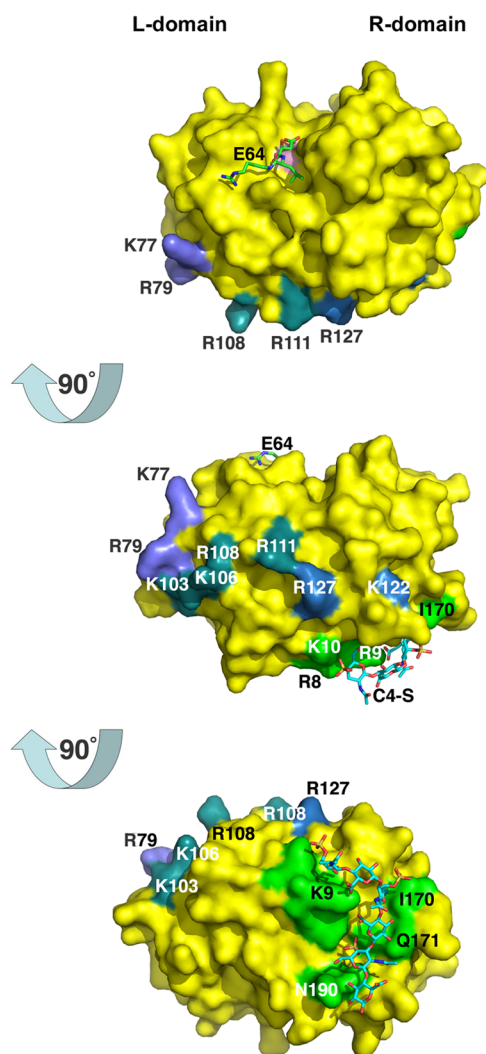 L-domain R-domain
E64
K77
R79
R108 R111 R127
90°
E64
K77
R79
R108 R111
K103 K106 R127 K122
I170
K10 R9
R8
C4-S
90°
R127
R108
R79 K106 R108
K103 K9 I170
Q171
N190